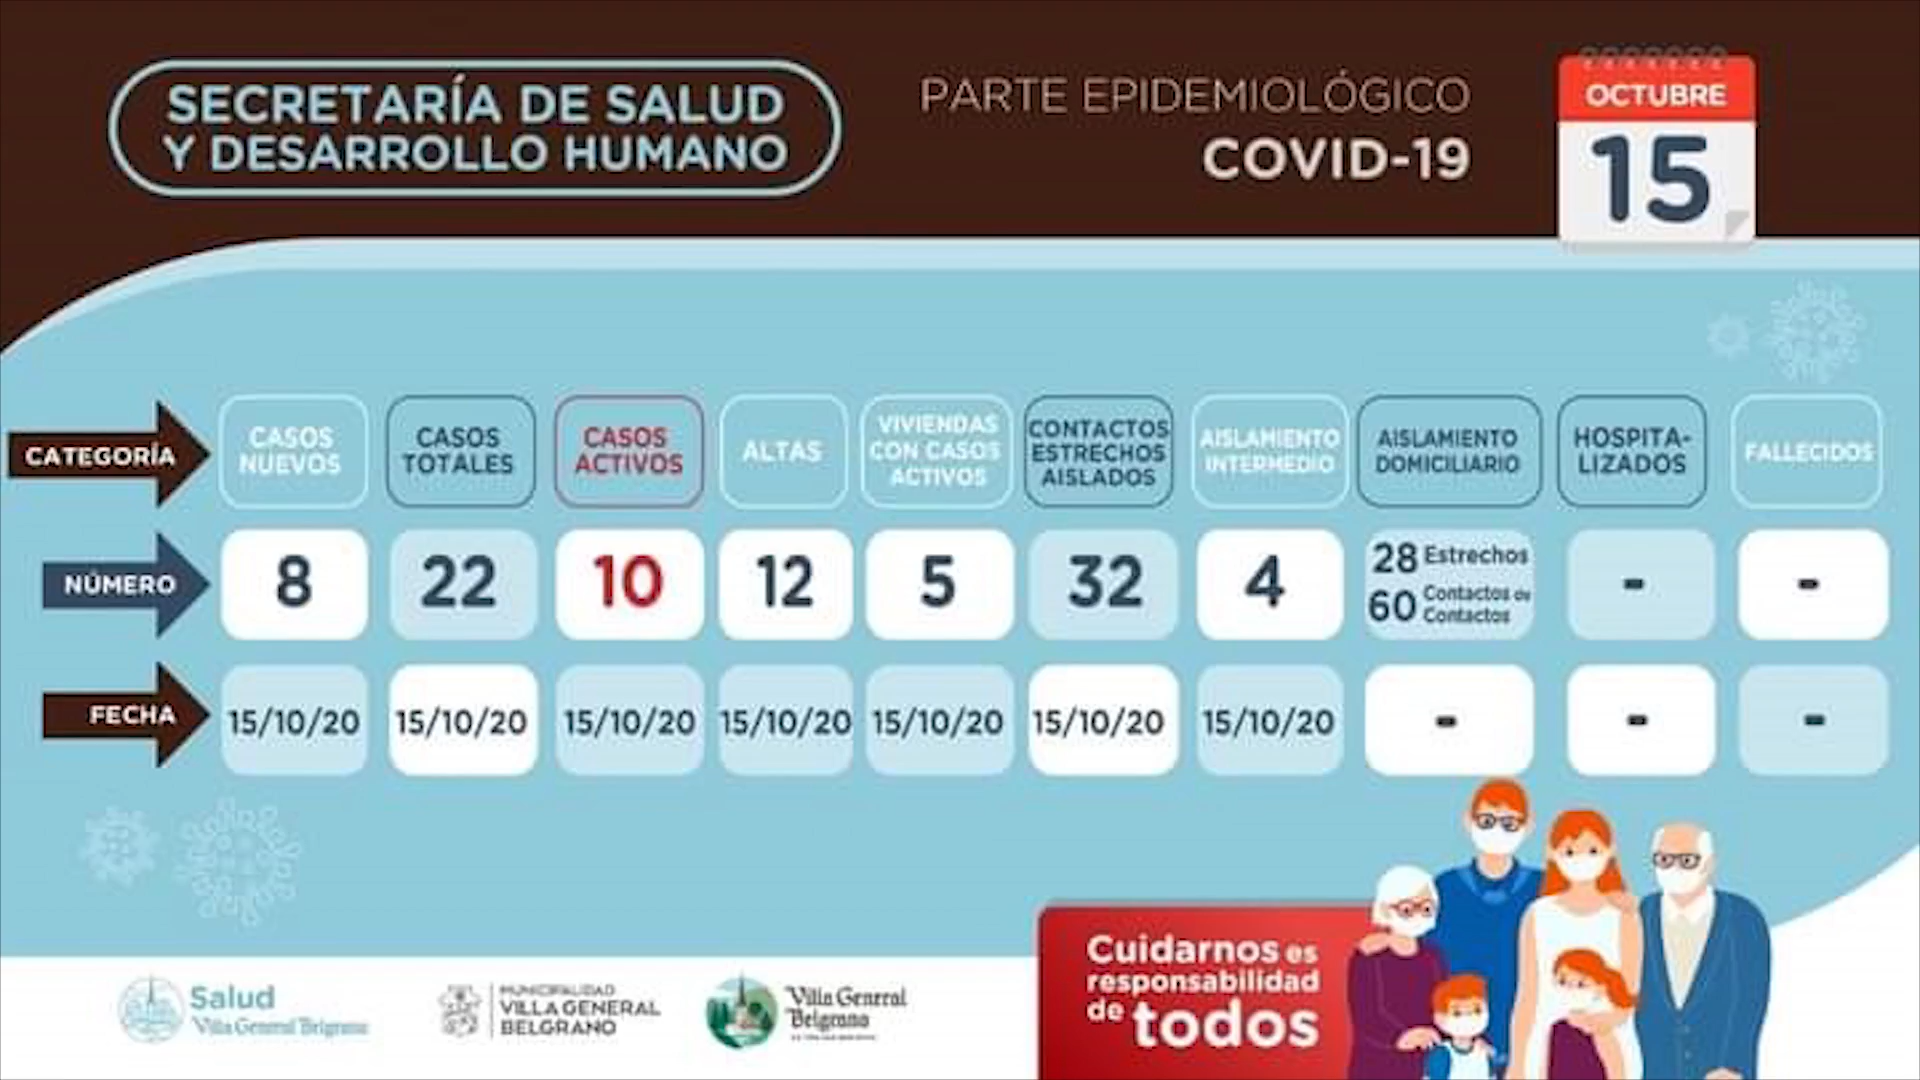 SECRETARÍA DE SALUD
Y DESARROLLO HUMANO
PARTE EPIDEMIOLÓGICO
COVID-19
OCTUBRE
15
CATEGORÍA
CASOS
NUEVOS
CASOS
TOTALES
CASOS
ACTIVOS
ALTAS
VIVIENDAS
CON CASOS
ACTIVOS
CONTACTOS
ESTRECHOS
AISLADOS
AISLAMIENTO
INTERMEDIO
AISLAMIENTO
DOMICILIARIO
HOSPITA-
LIZADOS
FALLECIDOS
NÚMERO
8
22
10
12
5
32
4
28 Estrechos
60 Contactos de
Contactos
-
-
FECHA
15/10/20
15/10/20
15/10/20
15/10/20
15/10/20
15/10/20
15/10/20
-
-
-
Cuidarnos es
responsabilidad
de todos
Salud
Villa General Belgrano
MUNICIPALIDAD
VILLA GENERAL
BELGRANO
Villa General
Belgrano